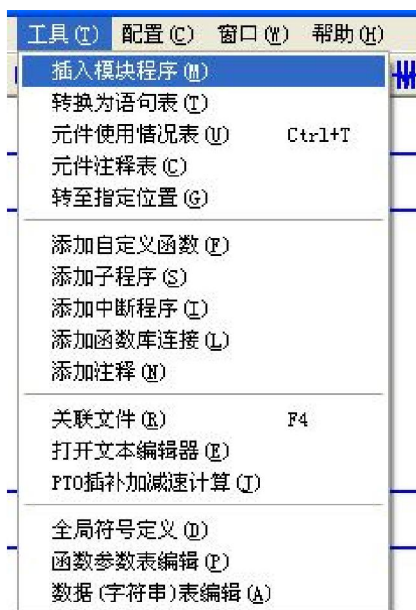 工具(T) 配置(C) 窗口(W) 帮助(H)
插入模块程序(M)
转换为语句表(T)
元件使用情况表(U) Ctrl+T
元件注释表(C)
转至指定位置(G)
添加自定义函数(F)
添加子程序(S)
添加中断程序(I)
添加函数库连接(L)
添加注释(N)
关联文件(R) F4
打开文本编辑器(E)
PTO插补加减速计算(J)
全局符号定义(D)
函数参数表编辑(P)
数据(字符串)表编辑(A)